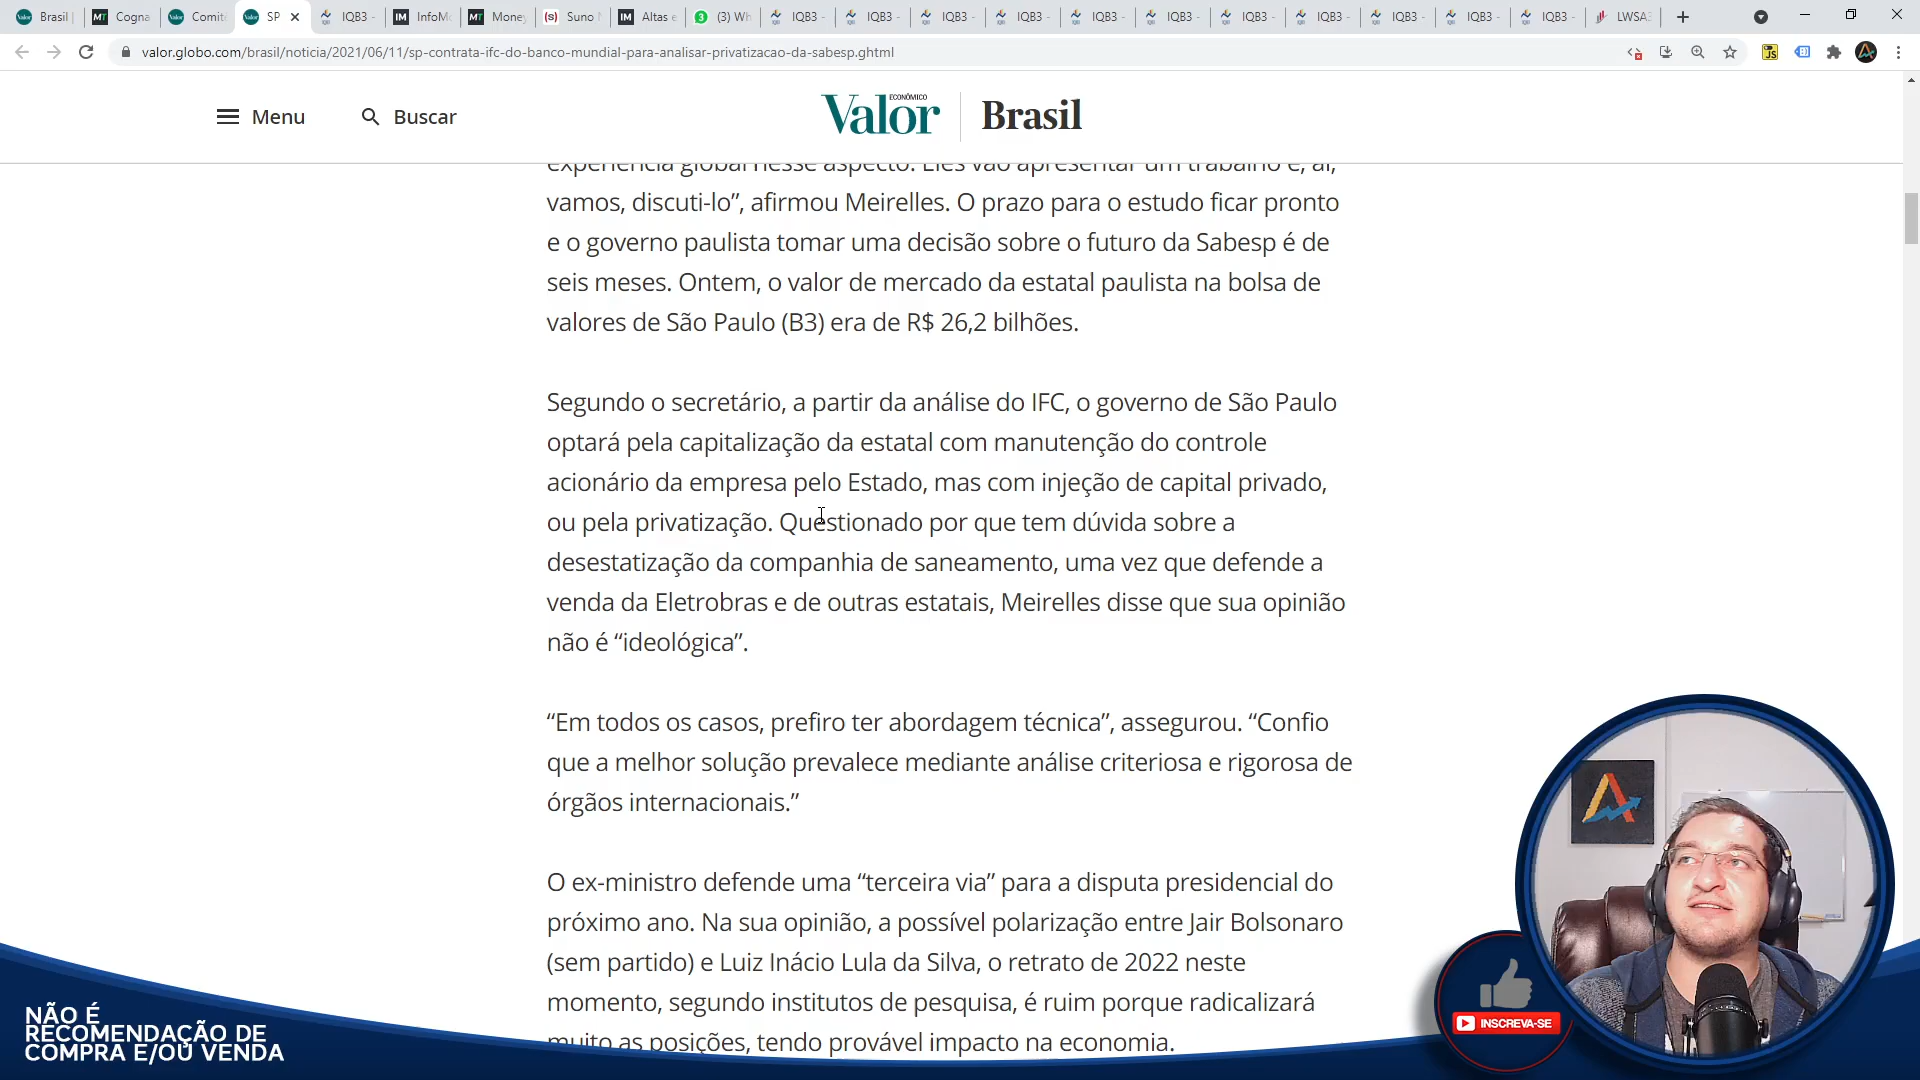 Brasil |
Cogna
Comitê
SP
IQB3 -
InfoMo
Money
Suno N
Altas e
(3) Wh
IQB3 -
IQB3 -
IQB3 -
IQB3 -
IQB3 -
IQB3 -
IQB3 -
IQB3 -
IQB3 -
IQB3 -
IQB3 -
LWSA3
valor.globo.com/brasil/noticia/2021/06/11/sp-contrata-ifc-do-banco-mundial-para-analisar-privatizacao-da-sabesp.ghtml
Menu
Buscar
Valor ECONÔMICO
Brasil
experiência global nesse aspecto. Eles vão apresentar um trabalho e, aí,
vamos, discuti-lo”, afirmou Meirelles. O prazo para o estudo ficar pronto
e o governo paulista tomar uma decisão sobre o futuro da Sabesp é de
seis meses. Ontem, o valor de mercado da estatal paulista na bolsa de
valores de São Paulo (B3) era de R$ 26,2 bilhões.
Segundo o secretário, a partir da análise do IFC, o governo de São Paulo
optará pela capitalização da estatal com manutenção do controle
acionário da empresa pelo Estado, mas com injeção de capital privado,
ou pela privatização. Questionado por que tem dúvida sobre a
desestatização da companhia de saneamento, uma vez que defende a
venda da Eletrobras e de outras estatais, Meirelles disse que sua opinião
não é “ideológica”.
“Em todos os casos, prefiro ter abordagem técnica”, assegurou. “Confio
que a melhor solução prevalece mediante análise criteriosa e rigorosa de
órgãos internacionais.”
O ex-ministro defende uma “terceira via” para a disputa presidencial do
próximo ano. Na sua opinião, a possível polarização entre Jair Bolsonaro
(sem partido) e Luiz Inácio Lula da Silva, o retrato de 2022 neste
momento, segundo institutos de pesquisa, é ruim porque radicalizará
muito as posições, tendo provável impacto na economia.
NÃO É
RECOMENDAÇÃO DE
COMPRA E/OU VENDA
INSCREVA-SE